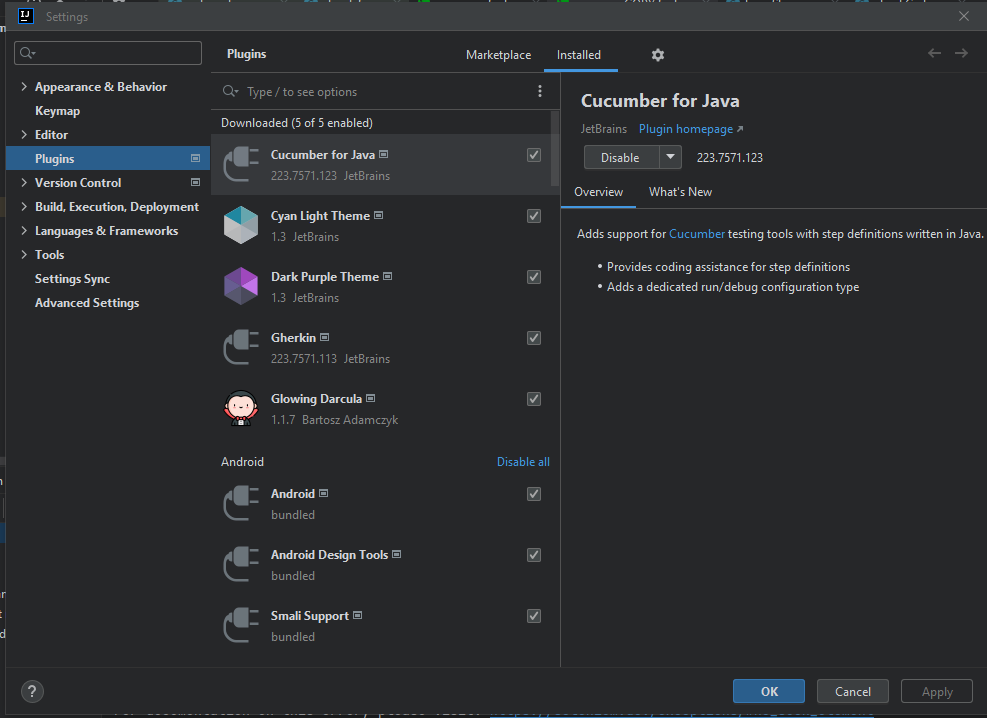 IJ Settings
Plugins Marketplace Installed
Appearance & Behavior
Keymap
Editor
Plugins
Version Control
Build, Execution, Deployment
Languages & Frameworks
Tools
Settings Sync
Advanced Settings
Type / to see options
Downloaded (5 of 5 enabled)
Cucumber for Java
223.7571.123 JetBrains
Cyan Light Theme
1.3 JetBrains
Dark Purple Theme
1.3 JetBrains
Gherkin
223.7571.113 JetBrains
Glowing Darcula
1.1.7 Bartosz Adamczyk
Android Disable all
Android
bundled
Android Design Tools
bundled
Smali Support
bundled
Cucumber for Java
JetBrains Plugin homepage ↗
Disable 223.7571.123
Overview What's New
Adds support for Cucumber testing tools with step definitions written in Java.
• Provides coding assistance for step definitions
• Adds a dedicated run/debug configuration type
? OK Cancel Apply